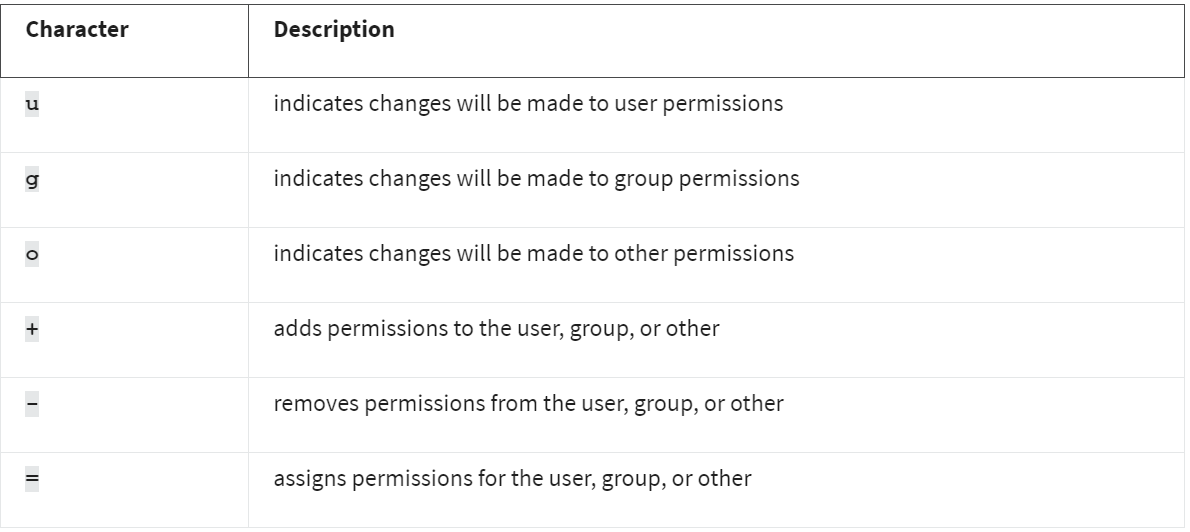 Character Description
u indicates changes will be made to user permissions
g indicates changes will be made to group permissions
o indicates changes will be made to other permissions
+ adds permissions to the user, group, or other
- removes permissions from the user, group, or other
= assigns permissions for the user, group, or other